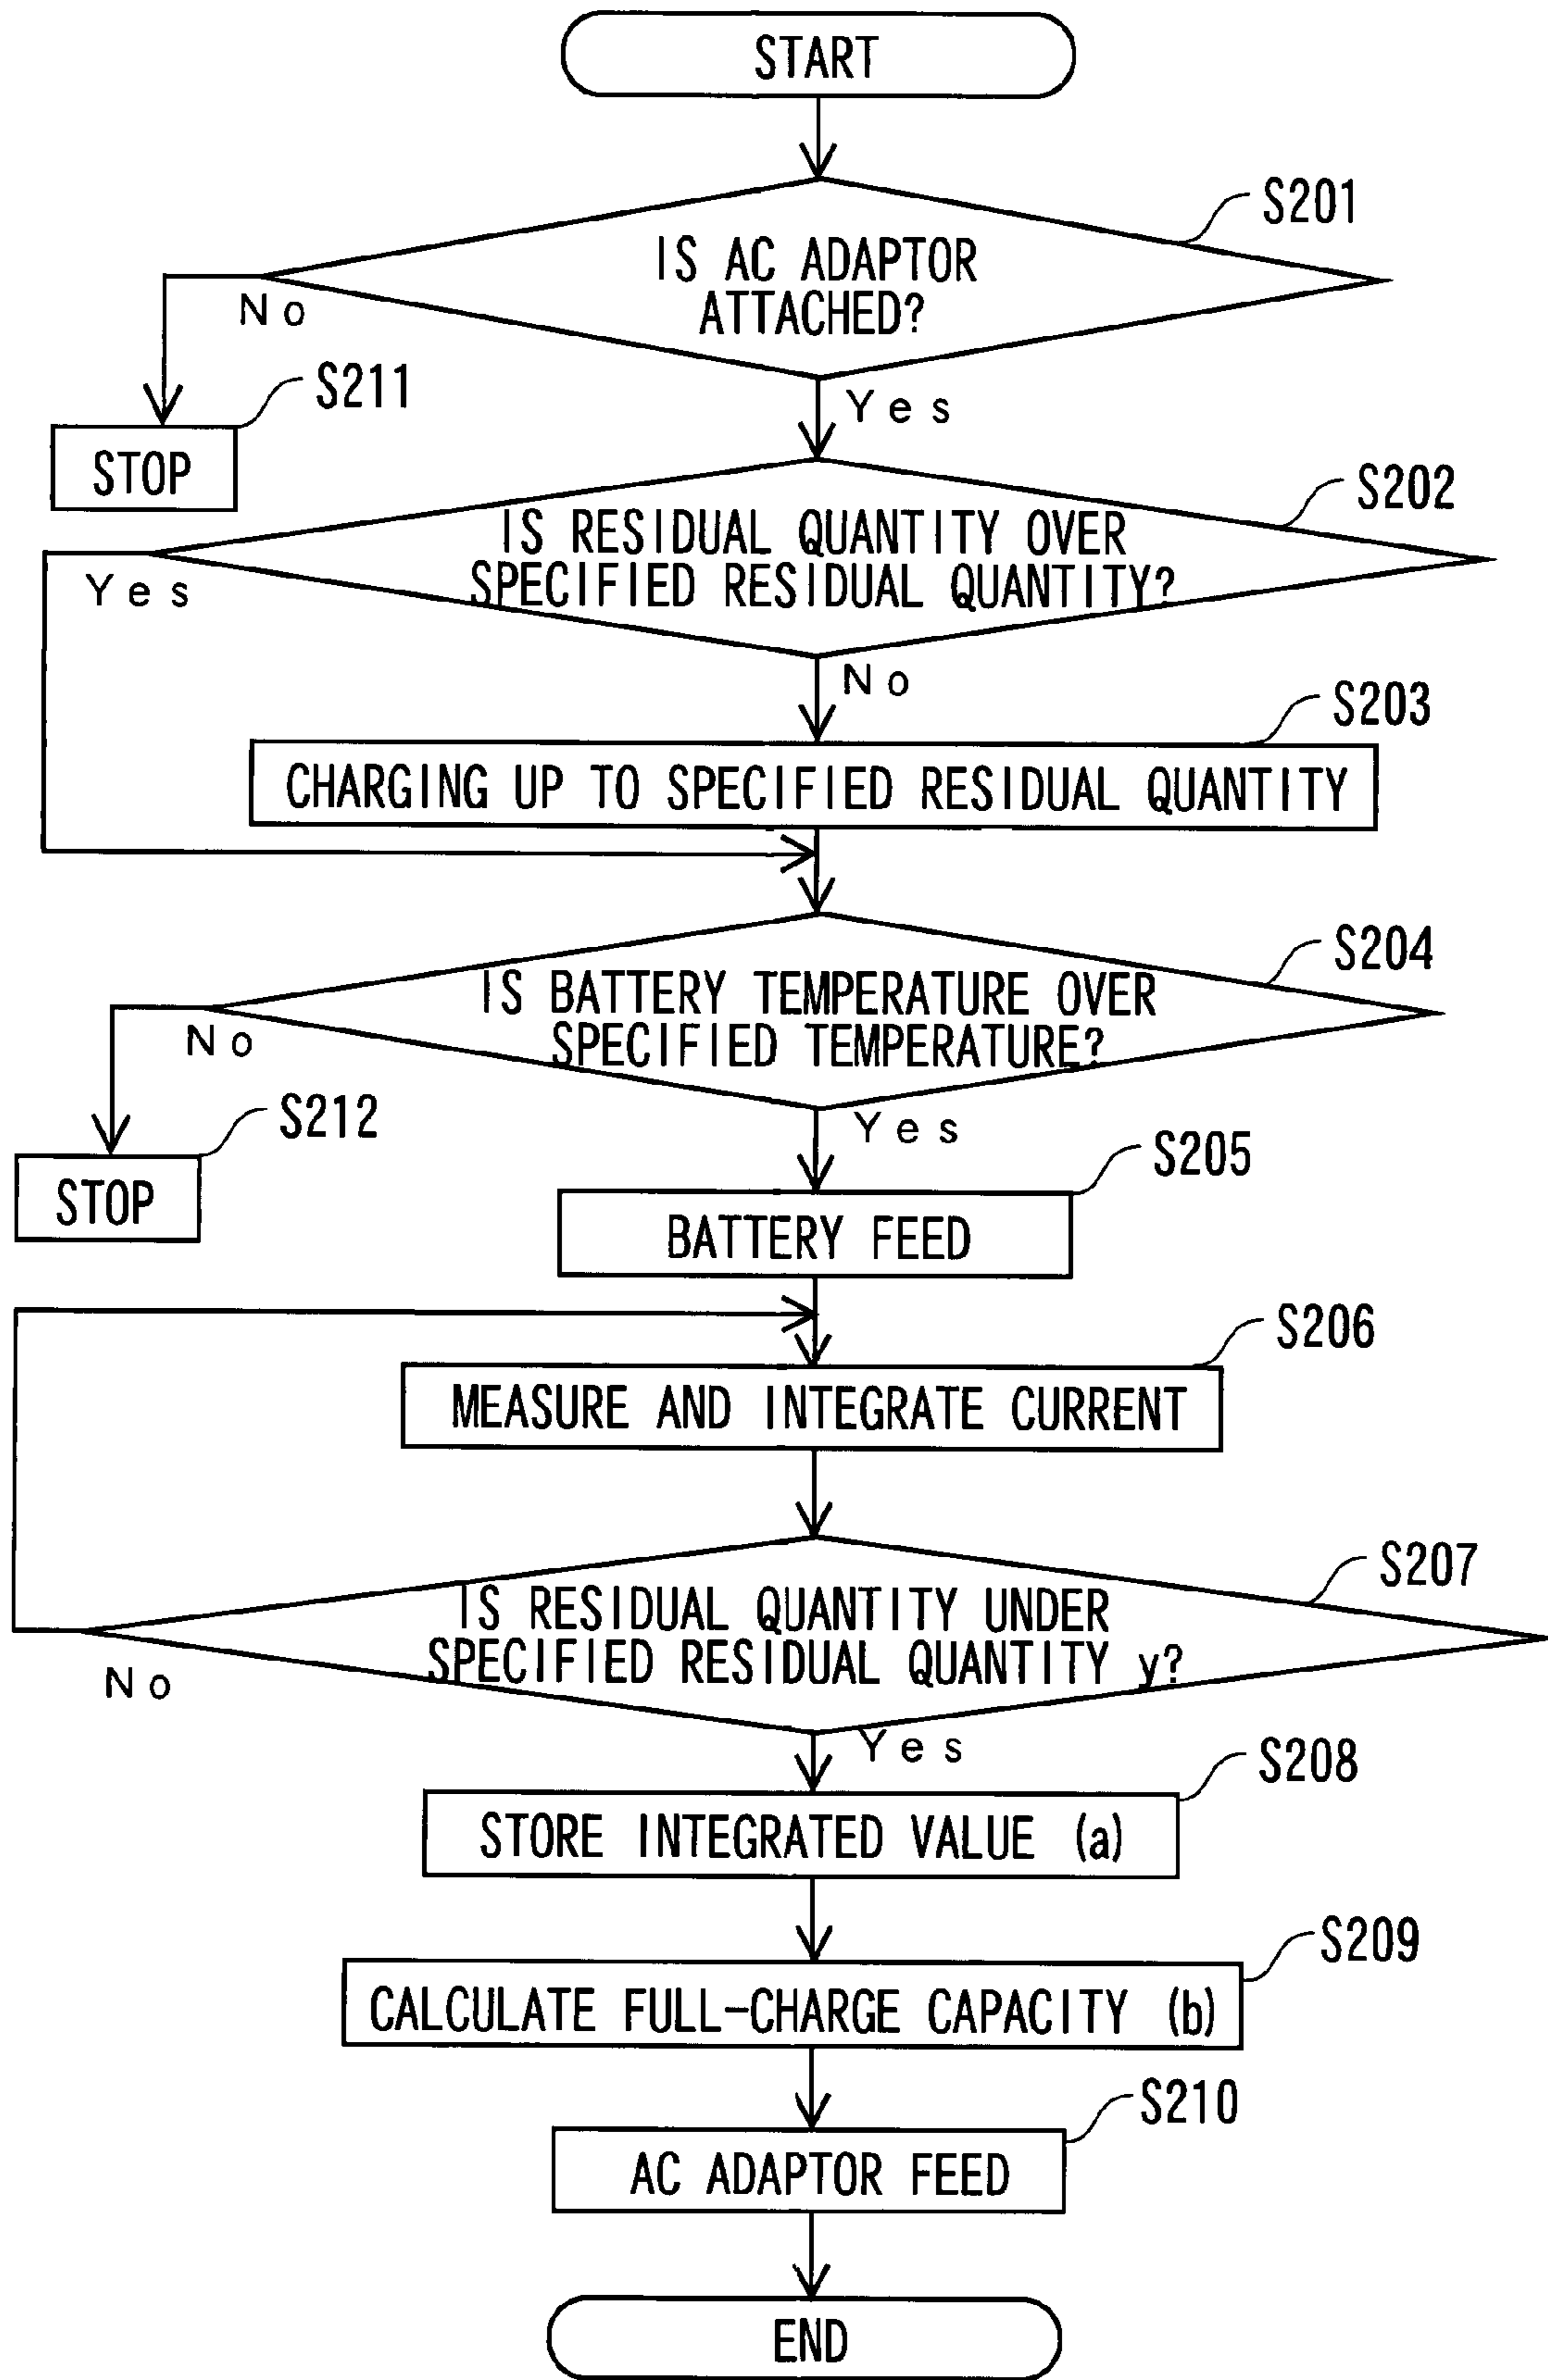 START
S201
IS AC ADAPTOR
ATTACHED?
No
S211
Yes
STOP
S202
IS RESIDUAL QUANTITY OVER
SPECIFIED RESIDUAL QUANTITY?
Yes
No
S203
CHARGING UP TO SPECIFIED RESIDUAL QUANTITY
S204
IS BATTERY TEMPERATURE OVER
SPECIFIED TEMPERATURE?
No
S212
Yes
S205
STOP
BATTERY FEED
S206
MEASURE AND INTEGRATE CURRENT
S207
IS RESIDUAL QUANTITY UNDER
SPECIFIED RESIDUAL QUANTITY y?
No
Yes
S208
STORE INTEGRATED VALUE (a)
S209
CALCULATE FULL-CHARGE CAPACITY (b)
S210
AC ADAPTOR FEED
END